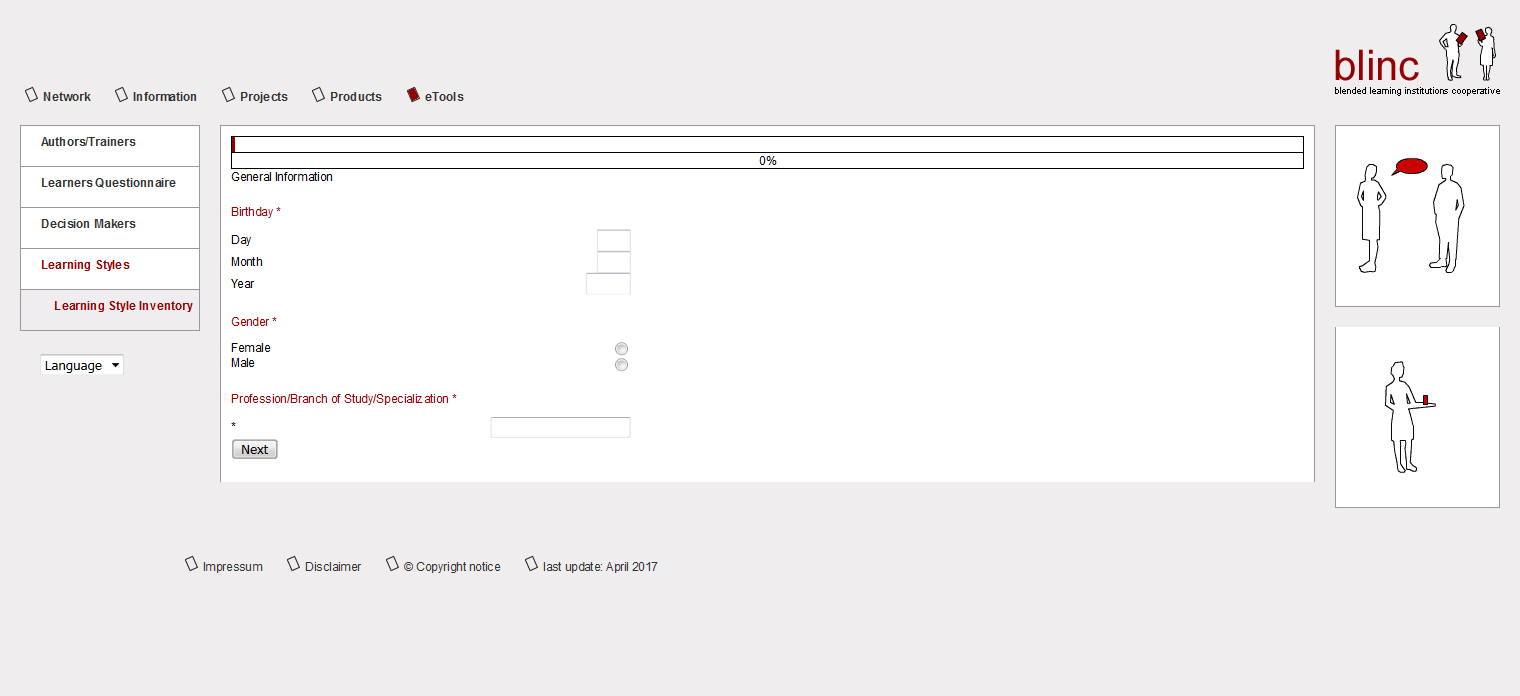 blinc
blended learning institutions cooperative
Network Information Projects Products eTools
Authors/Trainers
Learners Questionnaire
Decision Makers
Learning Styles
Learning Style Inventory
Language
0%
General Information
Birthday *
Day
Month
Year
Gender *
Female
Male
Profession/Branch of Study/Specialization *
*
Next
Impressum Disclaimer © Copyright notice last update: April 2017